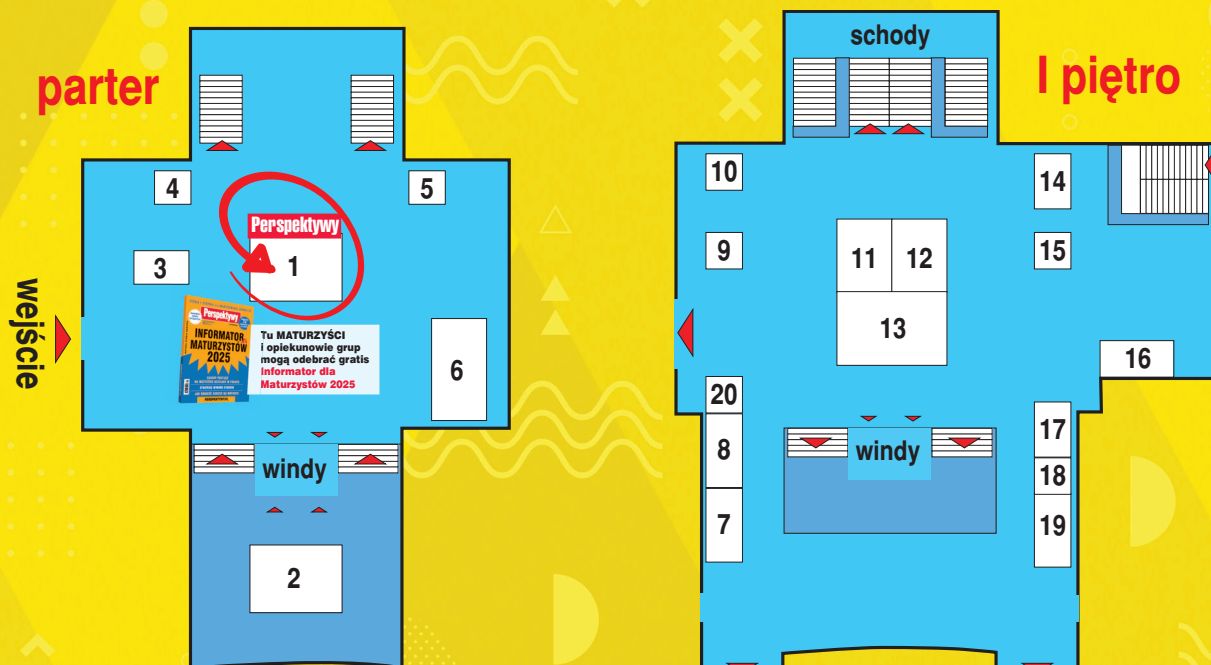 parter
4
5
Perspektywy
1
3
wejście
Perspektywy
INFORMATOR
MATURZYSTÓW
2025
Tu MATURZYŚCI
i opiekunowie grup
mogą odebrać gratis
Informator dla
Maturzystów 2025
6
windy
2
I piętro
schody
10
14
9
11
12
15
13
16
20
8
windy
17
18
7
19